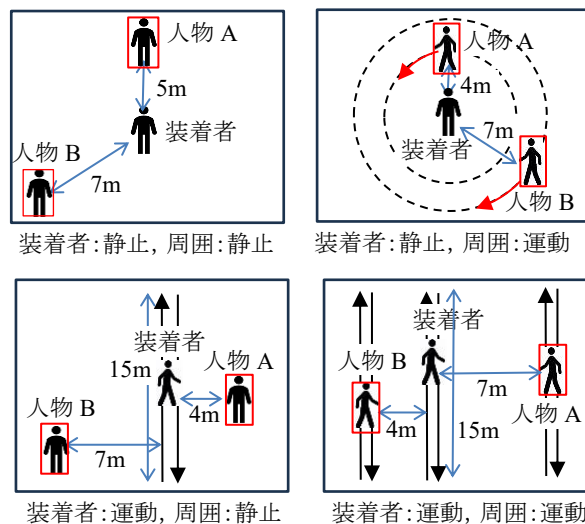 人物 A
5m
装着者
人物 B
7m
装着者:静止, 周囲:静止
人物 A
4m
7m
装着者
人物 B
装着者:静止, 周囲:運動
装着者
15m
人物 A
4m
人物 B
7m
装着者:運動, 周囲:静止
装着者
人物 B
7m
人物 A
4m
15m
装着者:運動, 周囲:運動